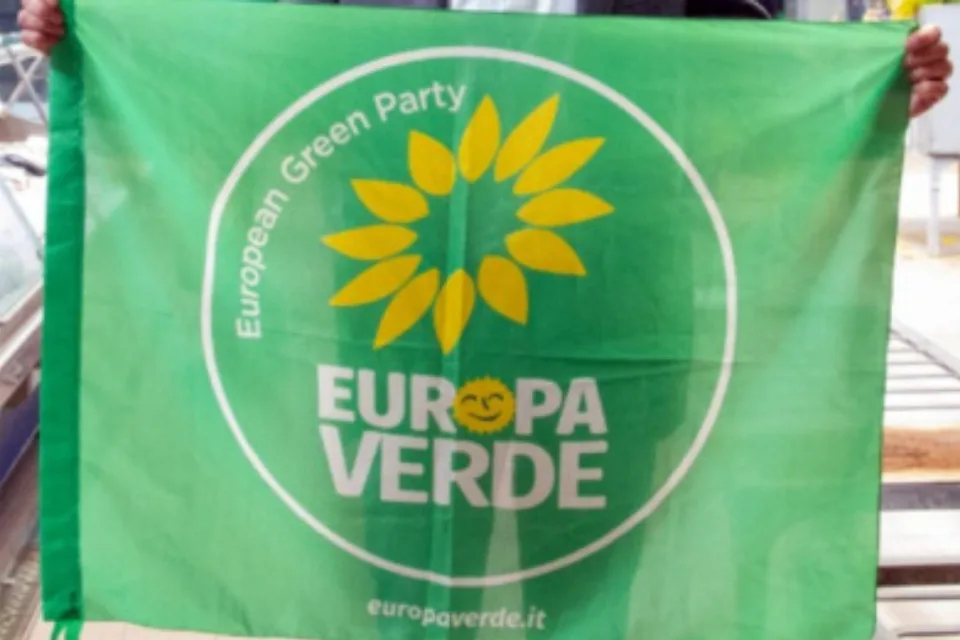 European Green Party
EUROPA
VERDE
europaverde.it